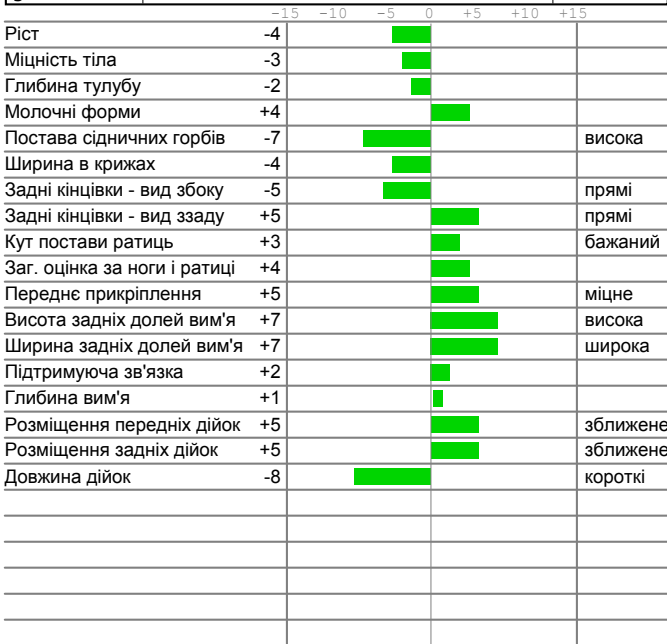 -15 -10 -5 0 +5 +10 +15
Ріст -4
Міцність тіла -3
Глибина тулубу -2
Молочні форми +4
Постава сідничних горбів -7 висока
Ширина в крижах -4
Задні кінцівки - вид збоку -5 прямі
Задні кінцівки - вид ззаду +5 прямі
Кут постави ратиць +3 бажаний
Заг. оцінка за ноги і ратиці +4
Переднє прикріплення +5 міцне
Висота задніх долей вим'я +7 висока
Ширина задніх долей вим'я +7 широка
Підтримуюча зв'язка +2
Глибина вим'я +1
Розміщення передніх дійок +5 зближене
Розміщення задніх дійок +5 зближене
Довжина дійок -8 короткі